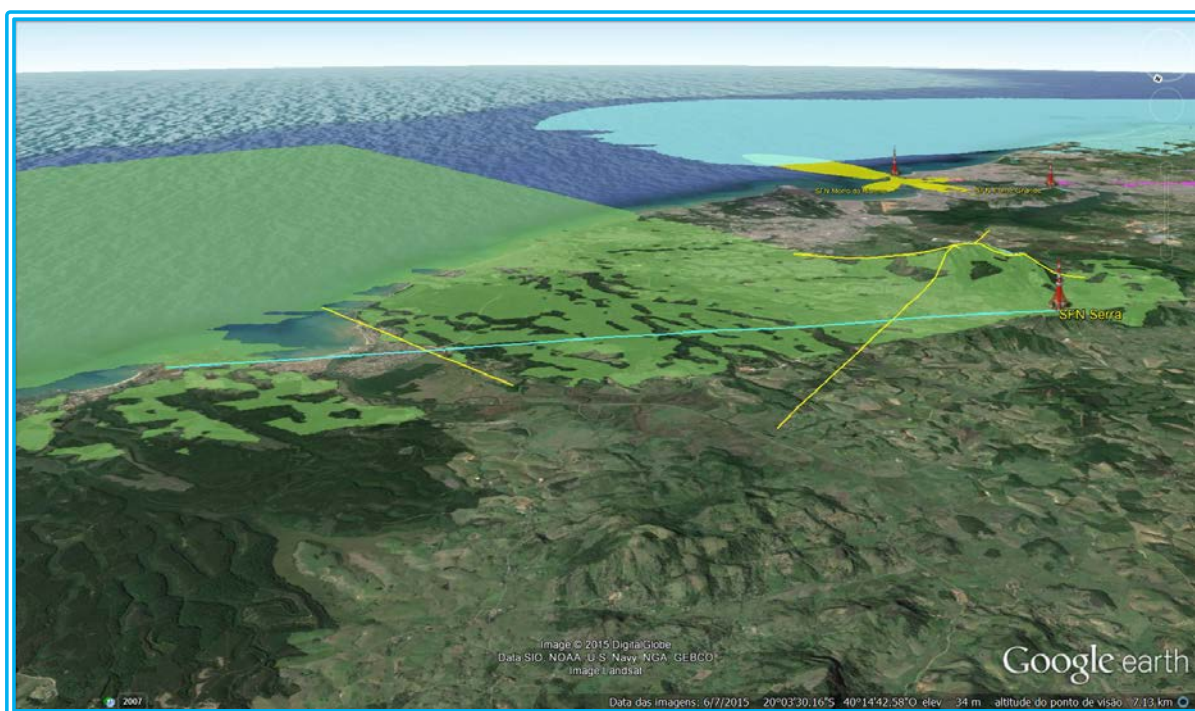 SFN Serra
Image © 2015 DigitalGlobe
Data SIO, NOAA, U.S. Navy, NGA, GEBCO
Image Landsat
Google earth
2007
Data das imagens: 6/7/2015 20°03'30.16"S 40°14'42.58"O elev 34 m altitude do ponto de visão 7.13 km